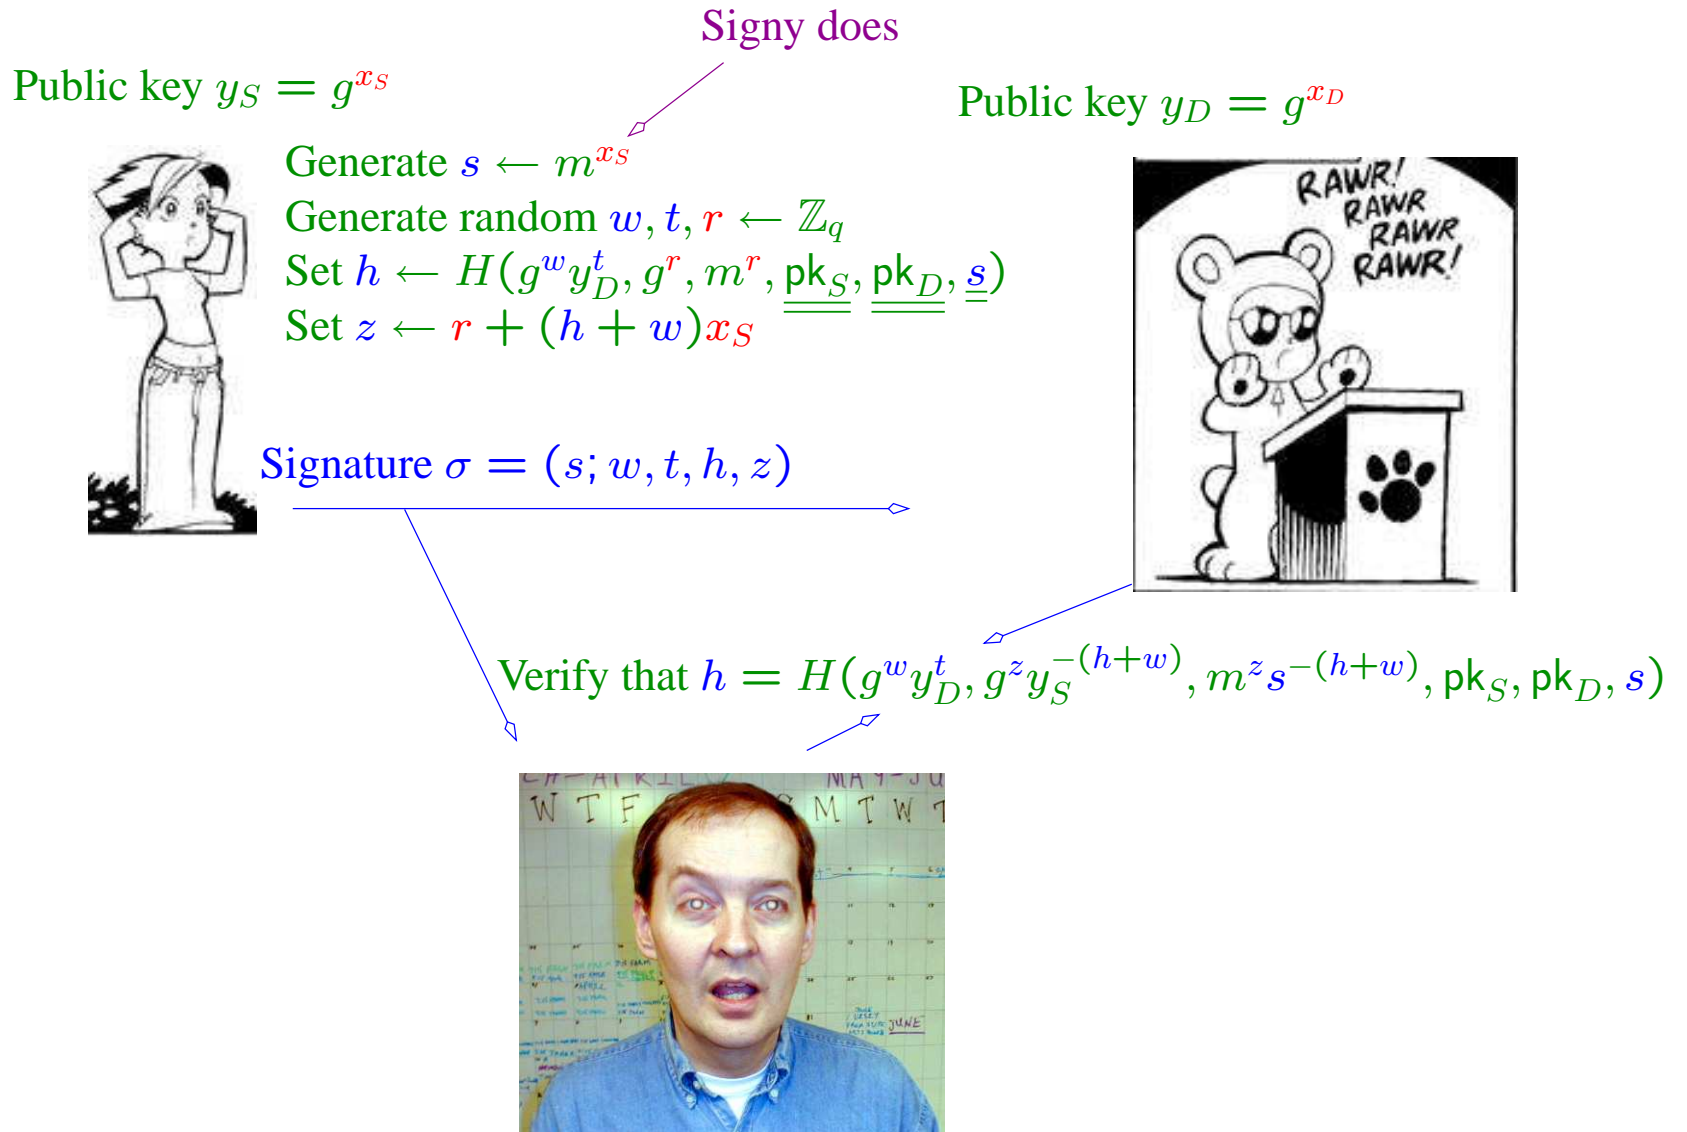 Signy does
Public key y_S = g^{x_S}
Public key y_D = g^{x_D}
Generate s ← m^{x_S}
Generate random w, t, r ← ℤ_q
Set h ← H(g^w y_D^t, g^r, m^r, pk_S, pk_D, s)
Set z ← r + (h + w)x_S
RAWR!
RAWR
RAWR
RAWR!
Signature σ = (s; w, t, h, z)
Verify that h = H(g^w y_D^t, g^z y_S^{-(h+w)}, m^z s^{-(h+w)}, pk_S, pk_D, s)
W T F M T W
JUNE